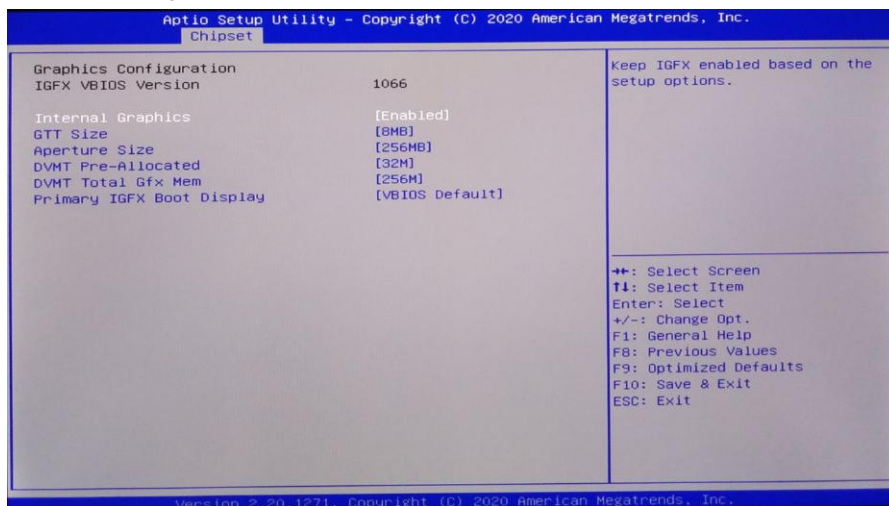 Aptio Setup Utility – Copyright (C) 2020 American Megatrends, Inc.
Chipset
Graphics Configuration
IGFX VBIOS Version 1066
Internal Graphics [Enabled]
GTT Size [8MB]
Aperture Size [256MB]
DVMT Pre-Allocated [32M]
DVMT Total Gfx Mem [256M]
Primary IGFX Boot Display [VBIOS Default]
Keep IGFX enabled based on the
setup options.
→←: Select Screen
↑↓: Select Item
Enter: Select
+/-: Change Opt.
F1: General Help
F8: Previous Values
F9: Optimized Defaults
F10: Save & Exit
ESC: Exit
Version 2.20.1271. Copyright (C) 2020 American Megatrends, Inc.